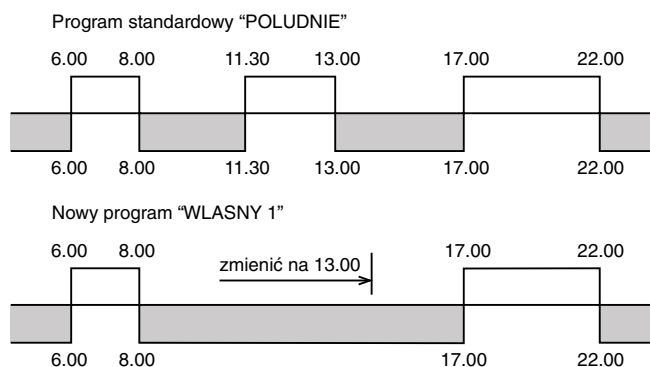 Program standardowy “POLUDNIE”
6.00 8.00 11.30 13.00 17.00 22.00
6.00 8.00 11.30 13.00 17.00 22.00
Nowy program “WLASNY 1”
6.00 8.00 17.00 22.00
zmienić na 13.00
6.00 8.00 17.00 22.00